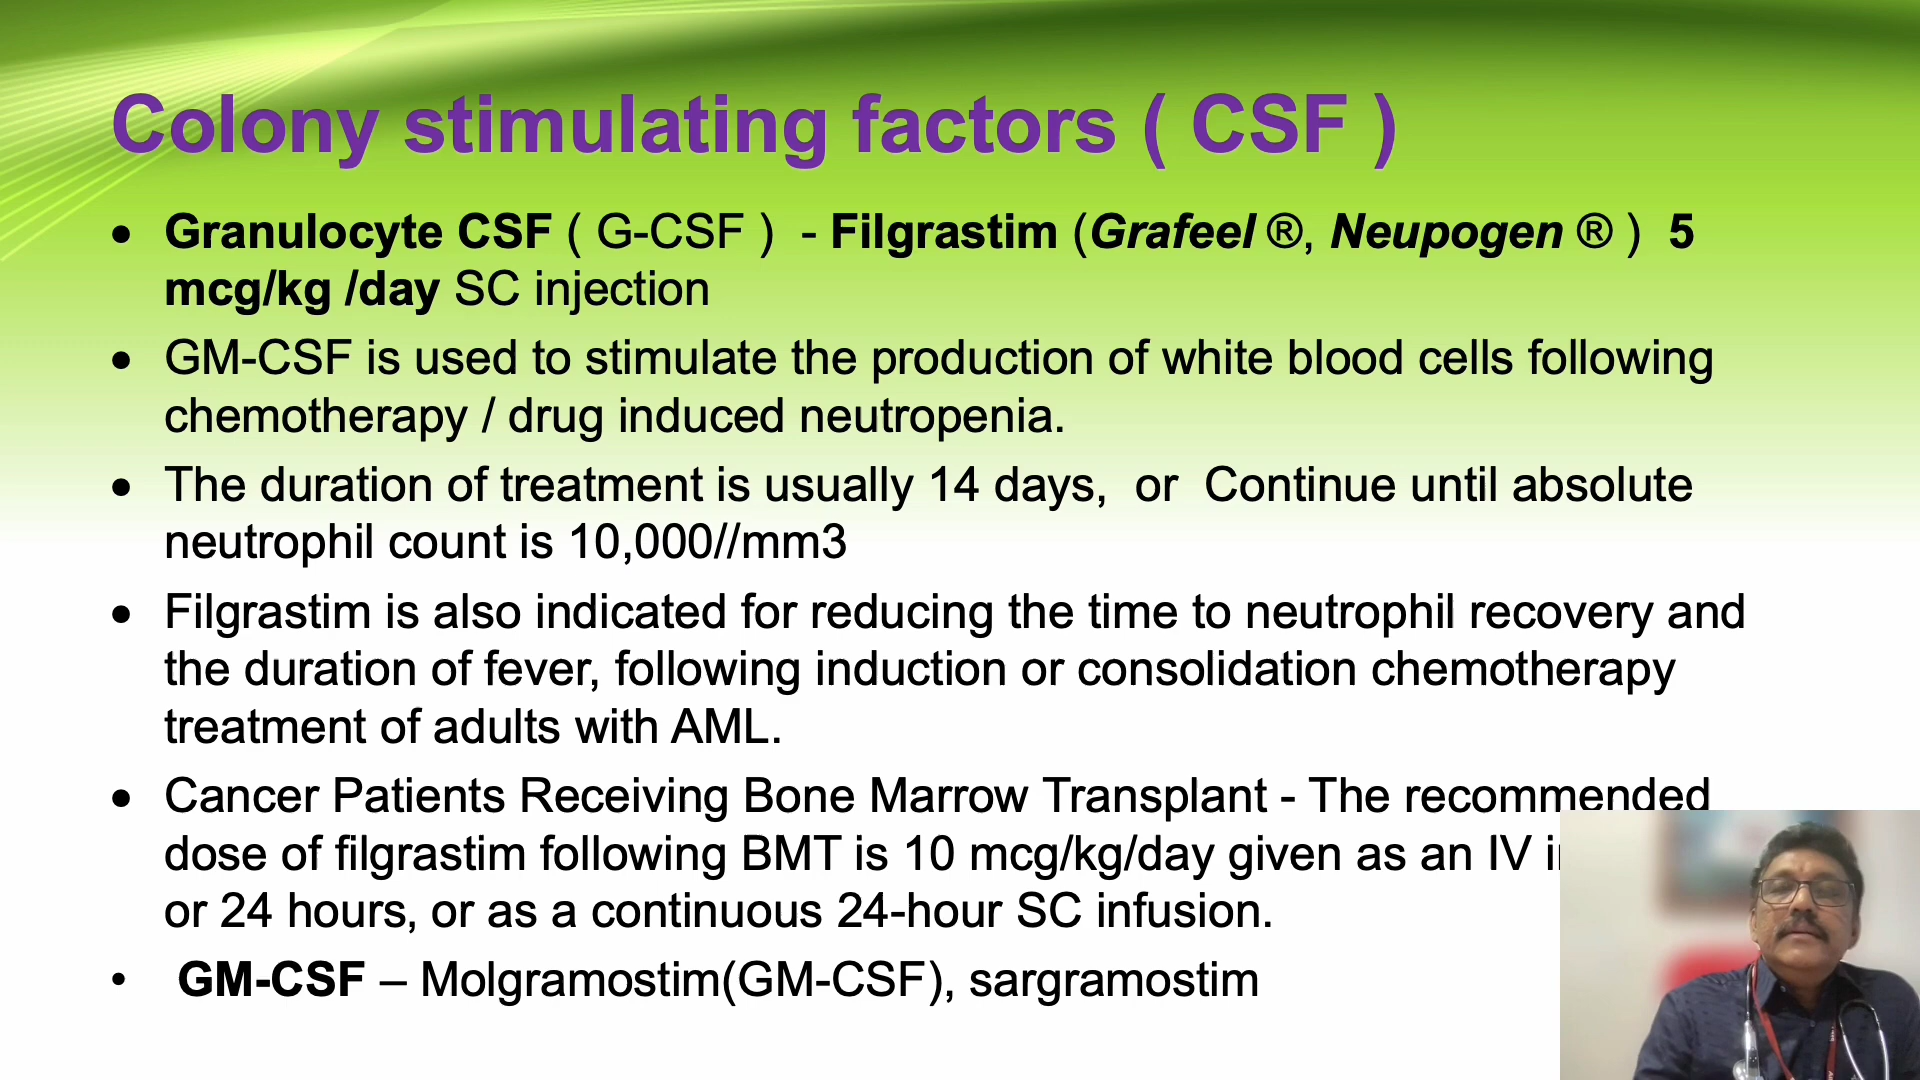 Colony stimulating factors ( CSF )
• Granulocyte CSF ( G-CSF ) - Filgrastim (Grafeel ®, Neupogen ® ) 5
mcg/kg /day SC injection
• GM-CSF is used to stimulate the production of white blood cells following
chemotherapy / drug induced neutropenia.
• The duration of treatment is usually 14 days, or Continue until absolute
neutrophil count is 10,000//mm3
• Filgrastim is also indicated for reducing the time to neutrophil recovery and
the duration of fever, following induction or consolidation chemotherapy
treatment of adults with AML.
• Cancer Patients Receiving Bone Marrow Transplant - The recommended
dose of filgrastim following BMT is 10 mcg/kg/day given as an IV
or 24 hours, or as a continuous 24-hour SC infusion.
• GM-CSF – Molgramostim(GM-CSF), sargramostim